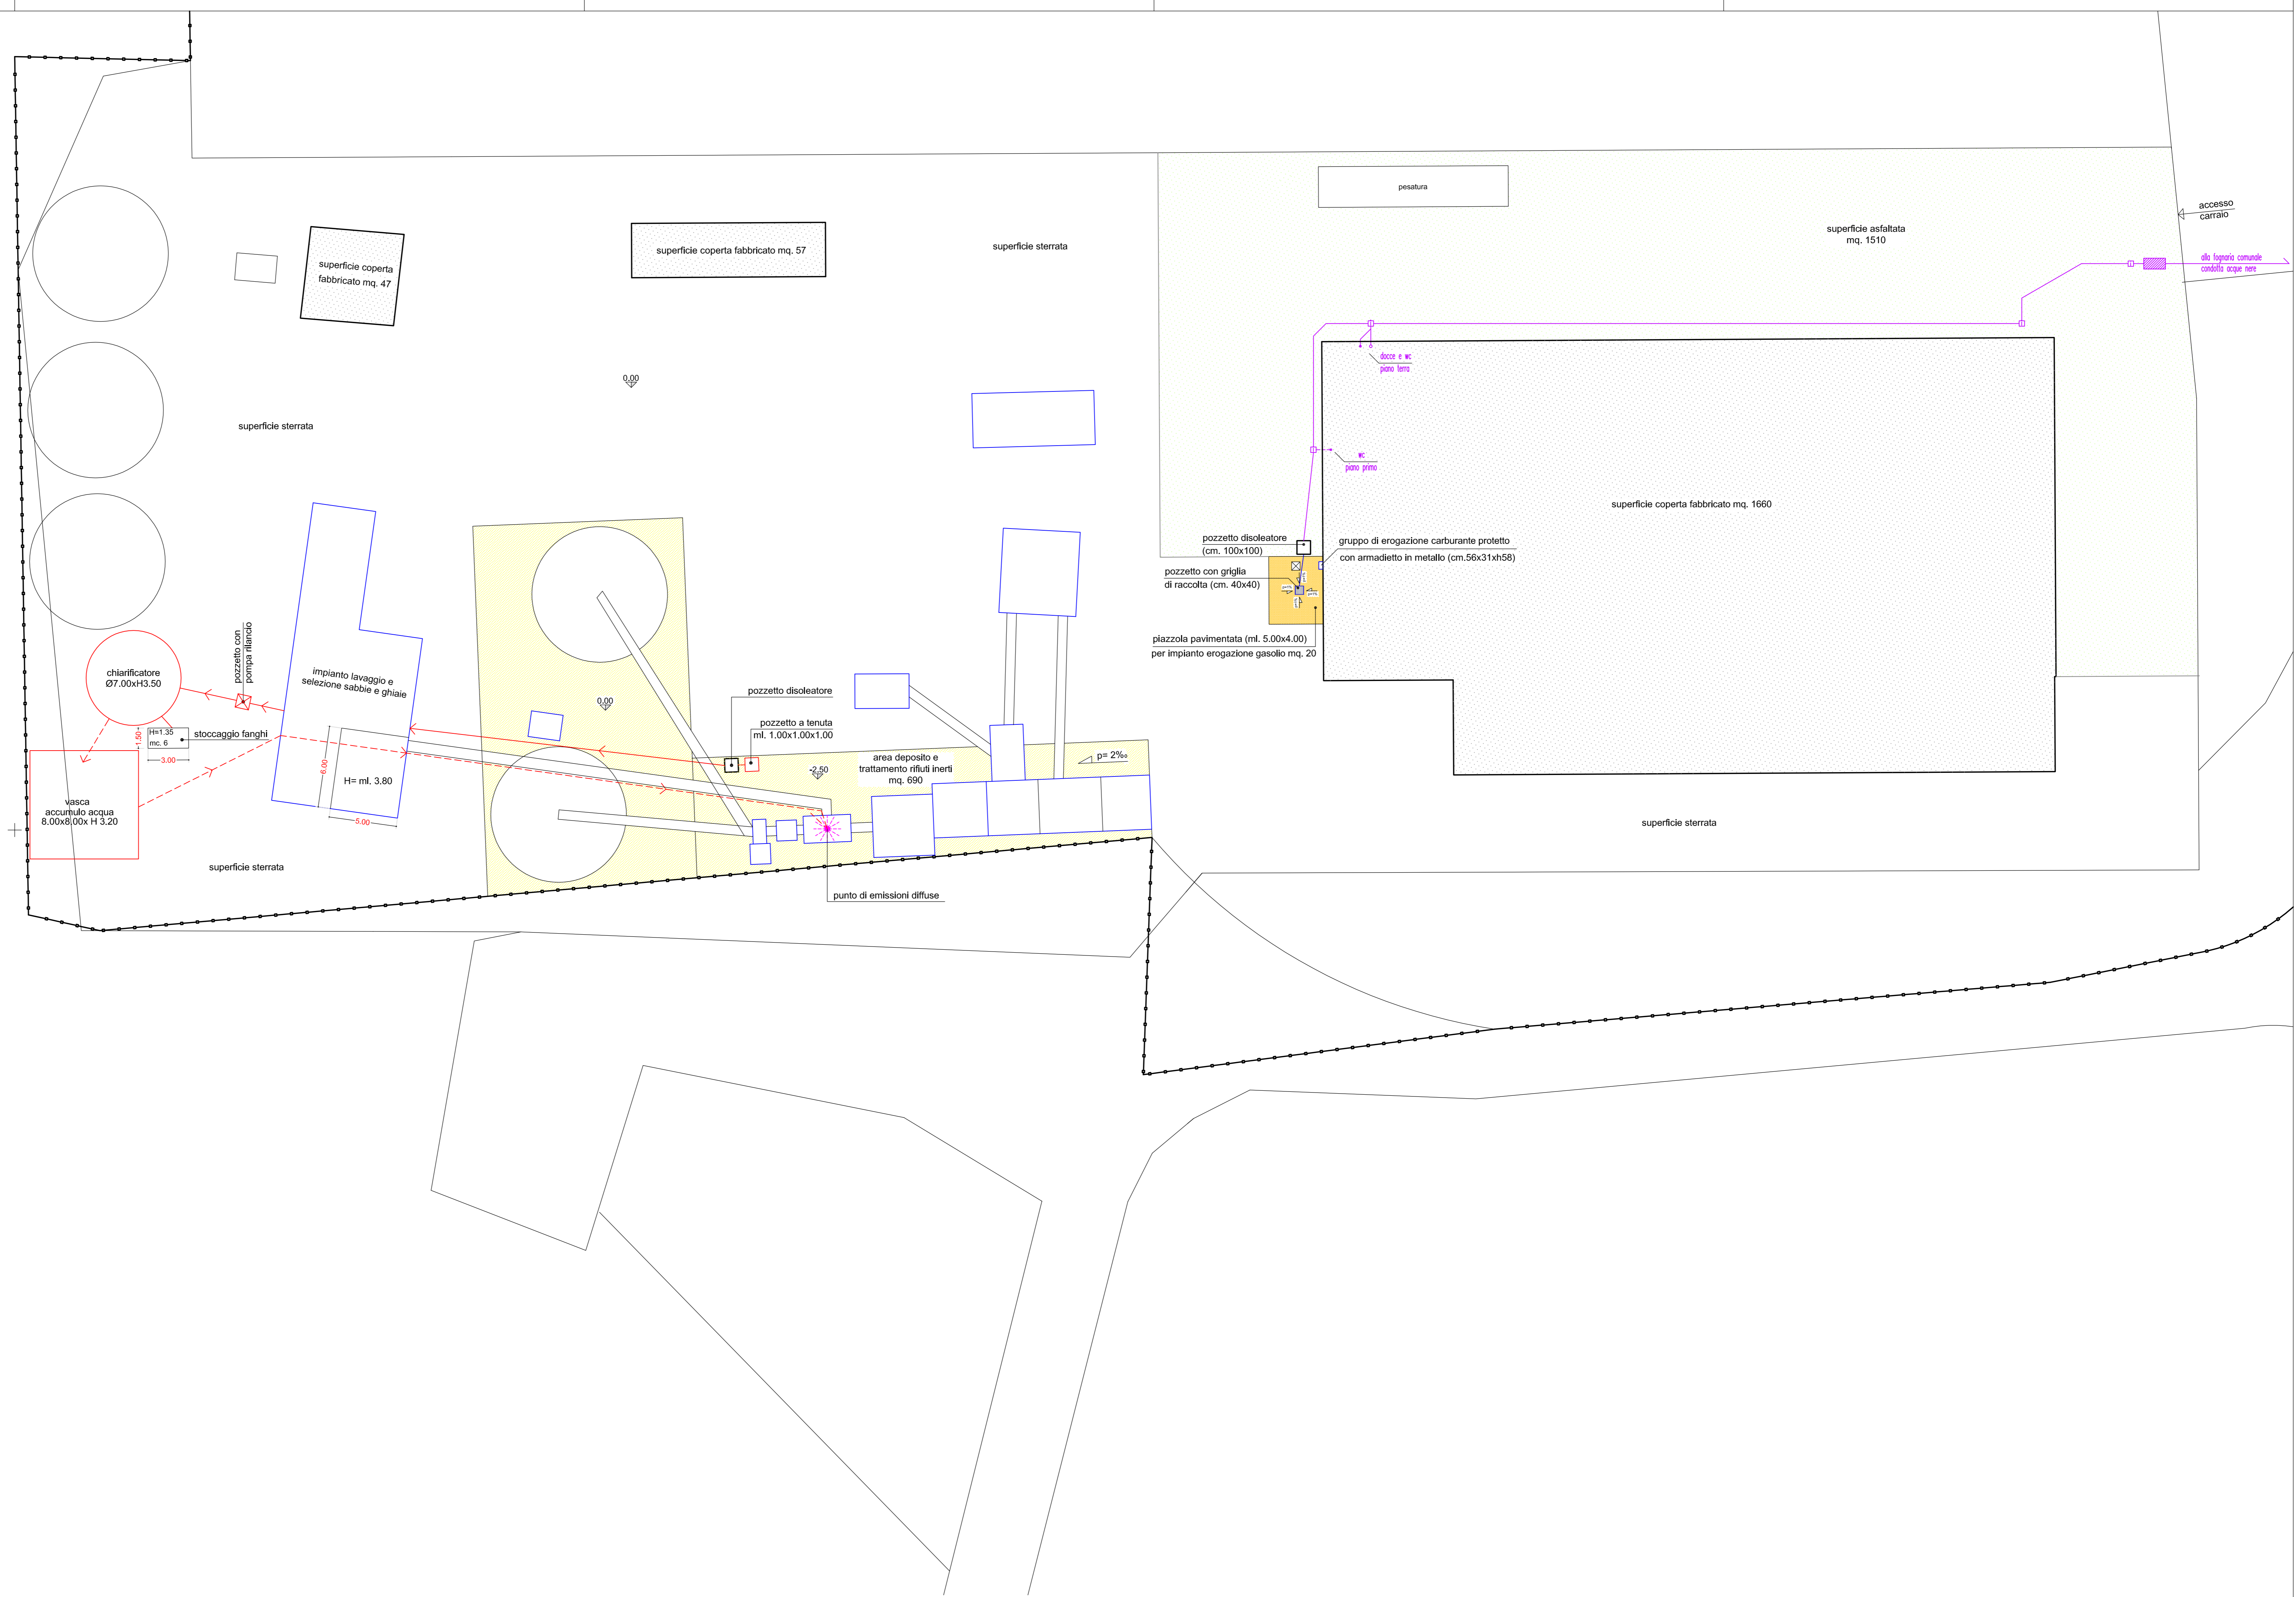 pesatura
accesso
carraio
superficie asfaltata
mq. 1510
superficie sterrata
superficie coperta fabbricato mq. 57
superficie coperta
fabbricato mq. 47
alla fognaria comunale
condotta acque nere
docce e wc
piano terra
0.00
superficie sterrata
wc
piano primo
superficie coperta fabbricato mq. 1660
pozzetto disoleatore
(cm. 100x100)
gruppo di erogazione carburante protetto
con armadietto in metallo (cm.56x31xh58)
pozzetto con griglia
di raccolta (cm. 40x40)
piazzola pavimentata (ml. 5.00x4.00)
per impianto erogazione gasolio mq. 20
pozzetto con
pompa rilancio
chiarificatore
Ø7.00xH3.50
impianto lavaggio e
selezione sabbie e ghiaie
0.00
pozzetto disoleatore
pozzetto a tenuta
ml. 1.00x1.00x1.00
H=1.35
mc. 6
stoccaggio fanghi
1.50
3.00
6.00
H= ml. 3.80
5.00
-2.50
area deposito e
trattamento rifiuti inerti
mq. 690
p= 2‰
vasca
accumulo acqua
8.00x8.00x H 3.20
superficie sterrata
superficie sterrata
punto di emissioni diffuse